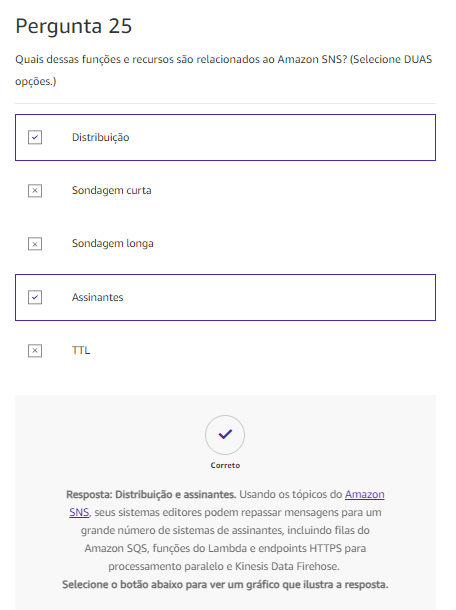 Pergunta 25
Quais dessas funções e recursos são relacionados ao Amazon SNS? (Selecione DUAS
opções.)
Distribuição
Sondagem curta
Sondagem longa
Assinantes
TTL
Correto
Resposta: Distribuição e assinantes. Usando os tópicos do Amazon
SNS, seus sistemas editores podem repassar mensagens para um
grande número de sistemas de assinantes, incluindo filas do
Amazon SQS, funções do Lambda e endpoints HTTPS para
processamento paralelo e Kinesis Data Firehose.
Selecione o botão abaixo para ver um gráfico que ilustra a resposta.